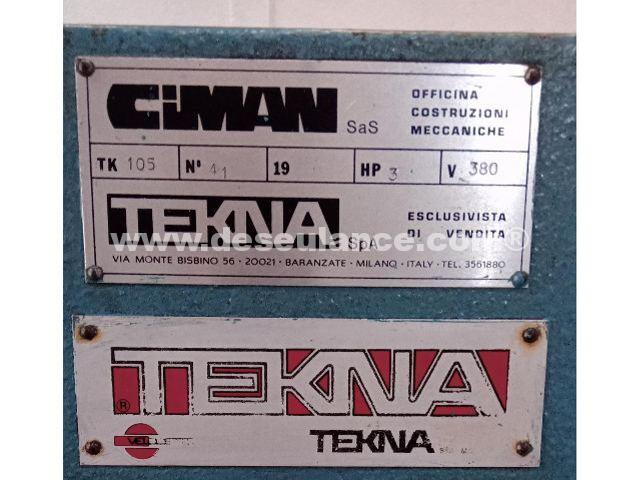 CiMAN SaS
OFFICINA
COSTRUZIONI
MECCANICHE
TK 105 Nº 41 19 HP 3 V 380
TEKNA SpA
ESCLUSIVISTA
DI VENDITA
www.deseulance.com®
VIA MONTE BISBINO 56 · 20021 · BARANZATE · MILANO · ITALY · TEL. 3561880
TEKNA
®
TEKNA